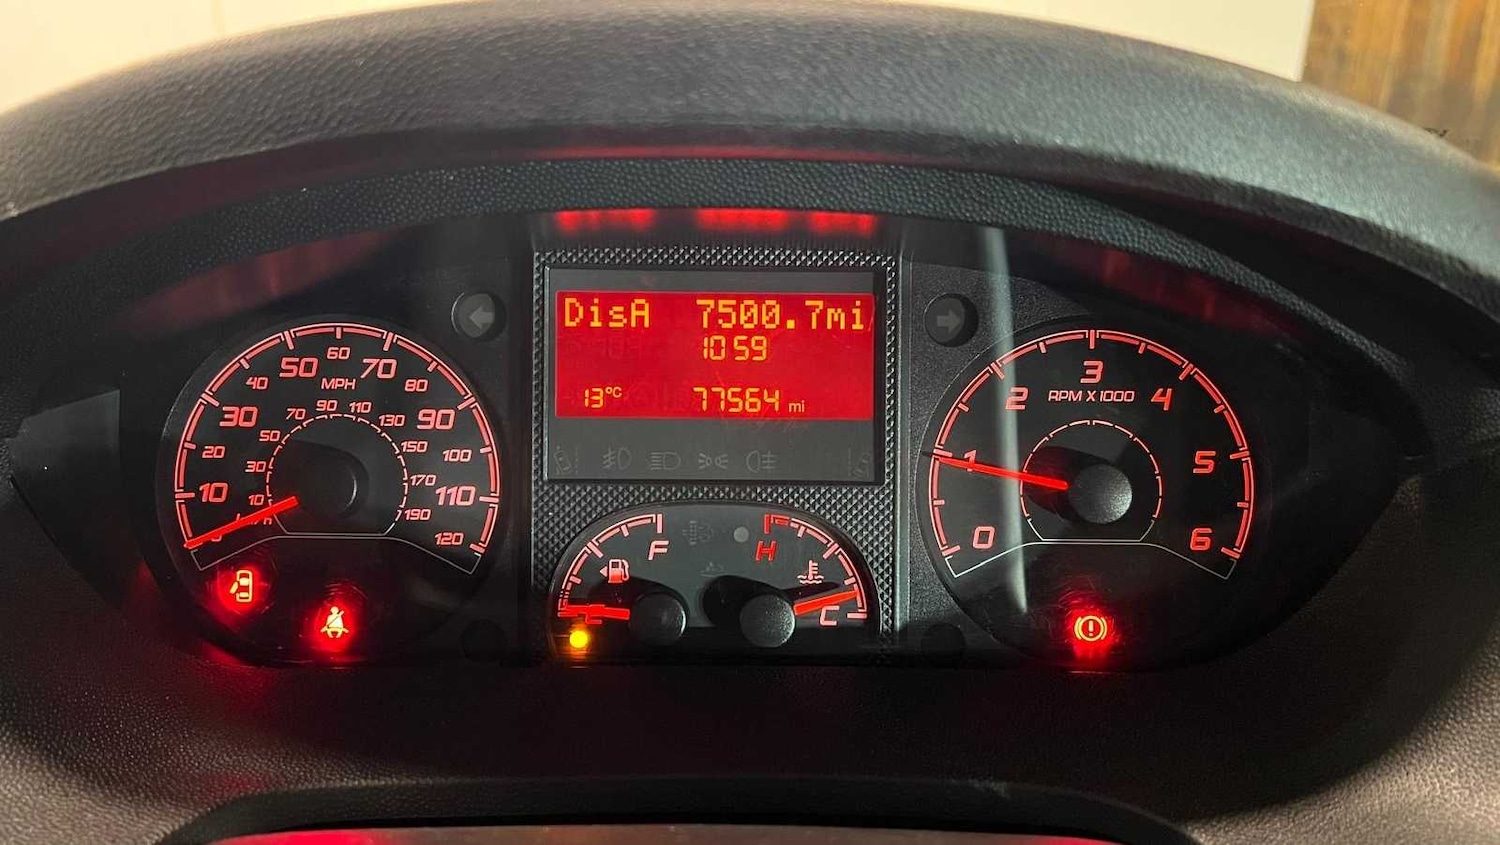 DisA 7500.7mi
10 59
13°C 77564 mi
10 20 30 40 50 60 70 80 90 100 110 120
MPH
10 30 50 70 90 110 130 150 170 190
F
H
C
0 1 2 3 4 5 6
RPM X 1000